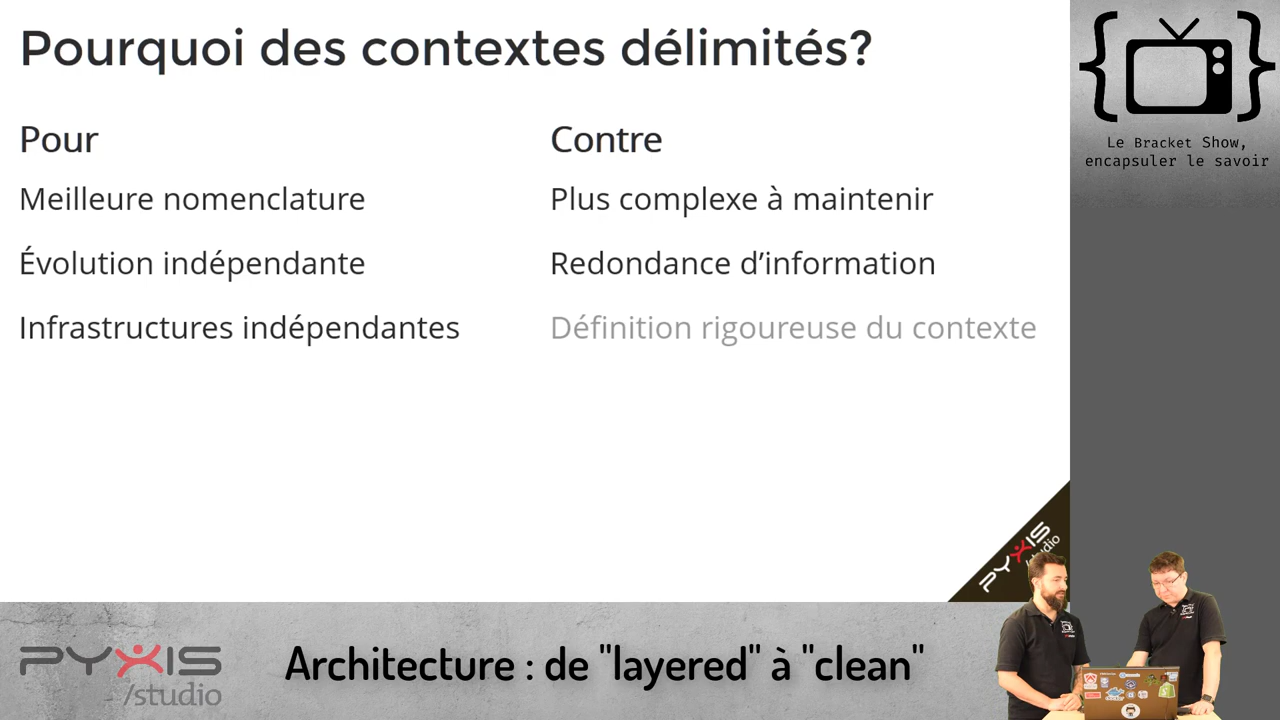 Pourquoi des contextes délimités?
Pour
Contre
Meilleure nomenclature
Plus complexe à maintenir
Évolution indépendante
Redondance d’information
Infrastructures indépendantes
Définition rigoureuse du contexte
Le Bracket Show,
encapsuler le savoir
PYXIS
/studio
PYXIS
/studio
Architecture : de "layered" à "clean"